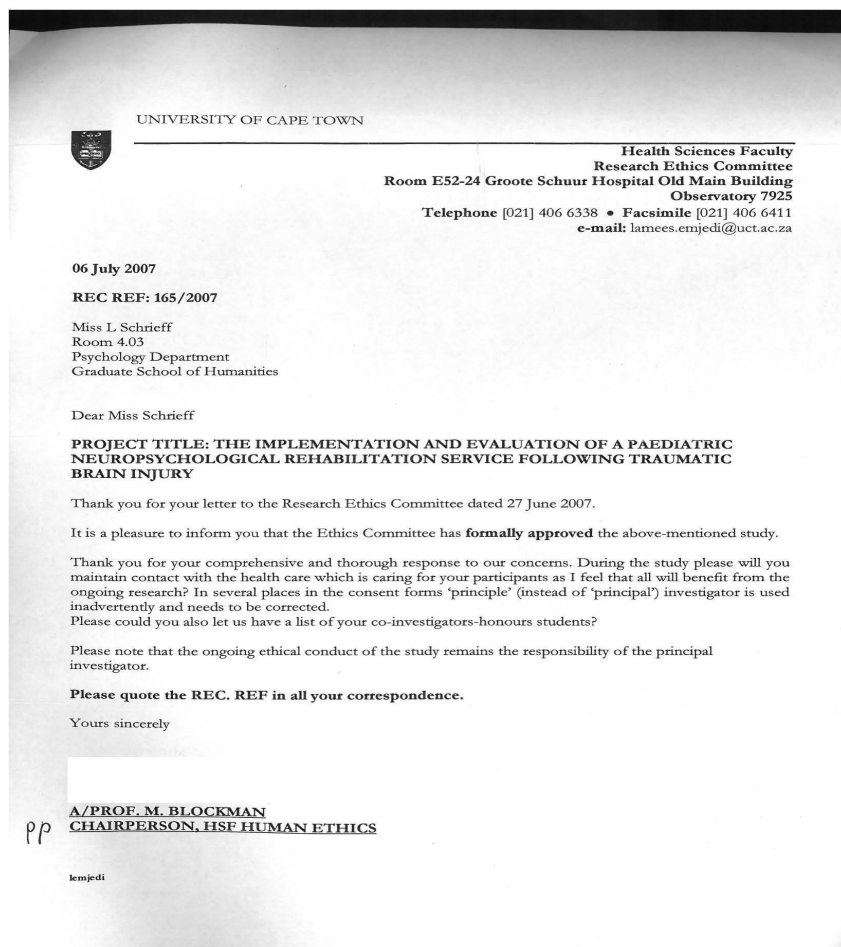 UNIVERSITY OF CAPE TOWN
Health Sciences Faculty
Research Ethics Committee
Room E52-24 Groote Schuur Hospital Old Main Building
Observatory 7925
Telephone [021] 406 6338 • Facsimile [021] 406 6411
e-mail: lamees.emjedi@uct.ac.za
06 July 2007
REC REF: 165/2007
Miss L Schrieff
Room 4.03
Psychology Department
Graduate School of Humanities
Dear Miss Schrieff
PROJECT TITLE: THE IMPLEMENTATION AND EVALUATION OF A PAEDIATRIC
NEUROPSYCHOLOGICAL REHABILITATION SERVICE FOLLOWING TRAUMATIC
BRAIN INJURY
Thank you for your letter to the Research Ethics Committee dated 27 June 2007.
It is a pleasure to inform you that the Ethics Committee has formally approved the above-mentioned study.
Thank you for your comprehensive and thorough response to our concerns. During the study please will you
maintain contact with the health care which is caring for your participants as I feel that all will benefit from the
ongoing research? In several places in the consent forms ‘principle’ (instead of ‘principal’) investigator is used
inadvertently and needs to be corrected.
Please could you also let us have a list of your co-investigators-honours students?
Please note that the ongoing ethical conduct of the study remains the responsibility of the principal
investigator.
Please quote the REC. REF in all your correspondence.
Yours sincerely
A/PROF. M. BLOCKMAN
pp CHAIRPERSON, HSF HUMAN ETHICS
lemjedi